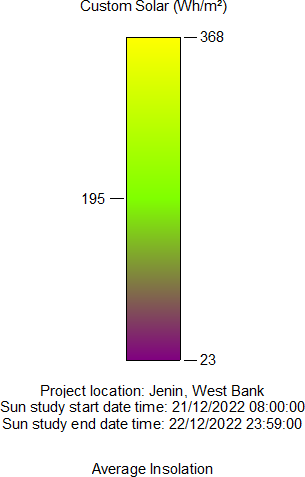 Custom Solar (Wh/m²)
368
195
23
Project location: Jenin, West Bank
Sun study start date time: 21/12/2022 08:00:00
Sun study end date time: 22/12/2022 23:59:00
Average Insolation